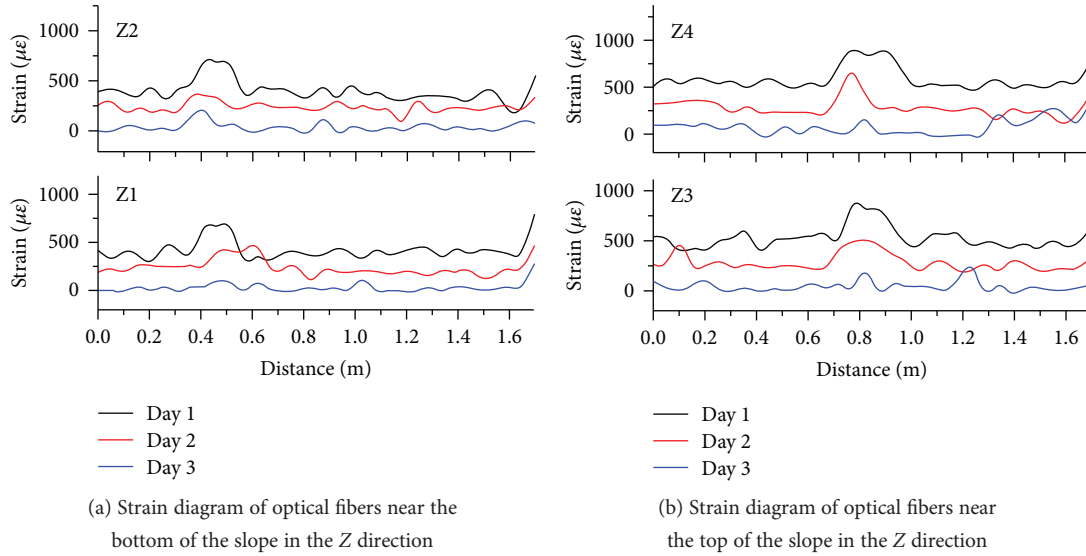 Z2
1000
500
0
Strain (με)
Z1
1000
500
0
Strain (με)
0.0 0.2 0.4 0.6 0.8 1.0 1.2 1.4 1.6
Distance (m)
Day 1
Day 2
Day 3
(a) Strain diagram of optical fibers near the
bottom of the slope in the Z direction
Z4
1000
500
0
Strain (με)
Z3
1000
500
0
Strain (με)
0.0 0.2 0.4 0.6 0.8 1.0 1.2 1.4 1.6
Distance (m)
Day 1
Day 2
Day 3
(b) Strain diagram of optical fibers near
the top of the slope in the Z direction